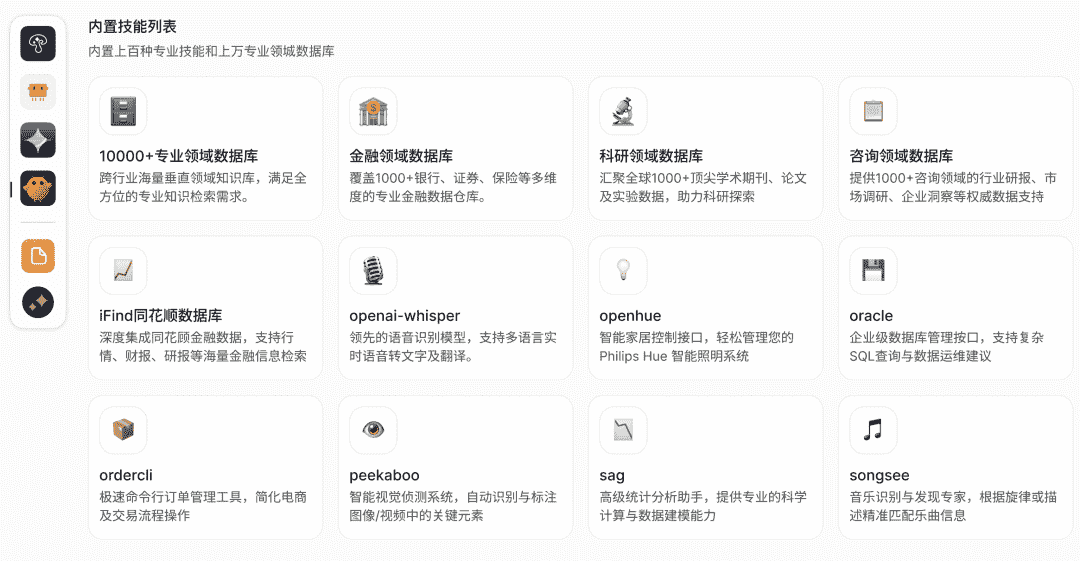 内置技能列表
内置上百种专业技能和上万专业领城数据库
10000+专业领域数据库
跨行业海量垂直领域知识库，满足全
方位的专业知识检索需求。
金融领域数据库
覆盖1000+银行、证券、保险等多维
度的专业金融数据仓库。
科研领域数据库
汇聚全球1000+顶尖学术期刊、论文
及实验数据，助力科研探索
咨询领域数据库
提供1000+咨询领域的行业研报、市
场调研、企业洞察等权威数据支持
iFind同花顺数据库
深度集成同花顾金融数据，支持行
情、财报、研报等海量金融信息检索
openai-whisper
领先的语音识别模型，支持多语言实
时语音转文字及翻译。
openhue
智能家居控制接口，轻松管理您的
Philips Hue 智能照明系统
oracle
企业级数据库管理按口，支持复杂
SQL查询与数据运维建议
ordercli
极速命令行订单管理工具，简化电商
及交易流程操作
peekaboo
智能视觉侦测系统，自动识别与标注
图像/视频中的关键元素
sag
高级统计分析助手，提供专业的科学
计算与数据建模能力
songsee
音乐识别与发现专家，根据旋律或描
述精准匹配乐曲信息